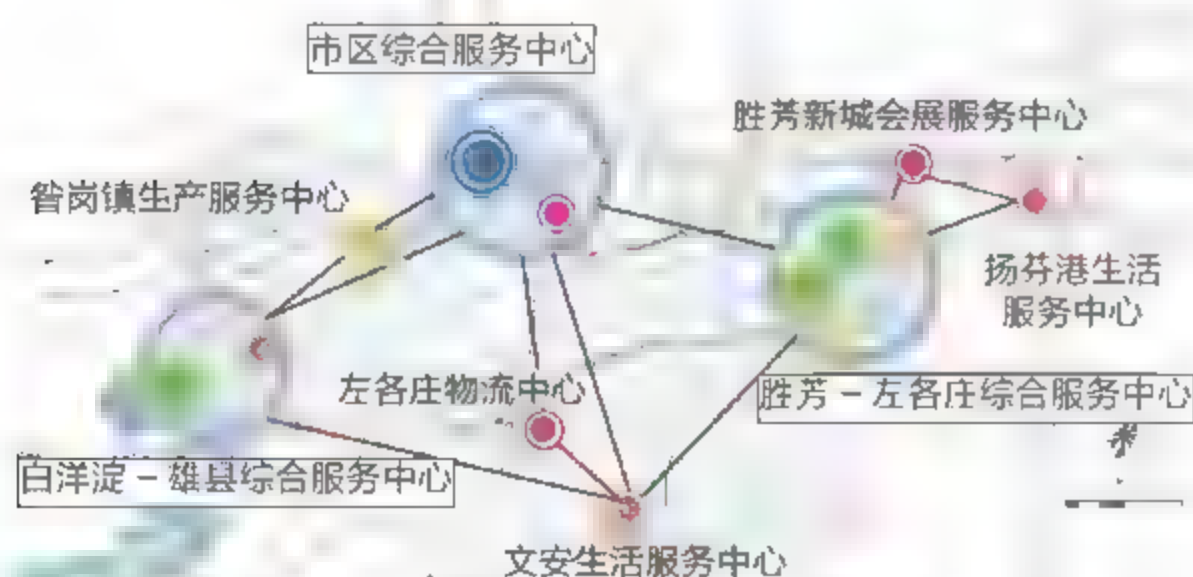 市区综合服务中心
胜芳新城会展服务中心
昝岗镇生产服务中心
扬芬港生活
服务中心
左各庄物流中心
胜芳－左各庄综合服务中心
白洋淀－雄县综合服务中心
文安生活服务中心